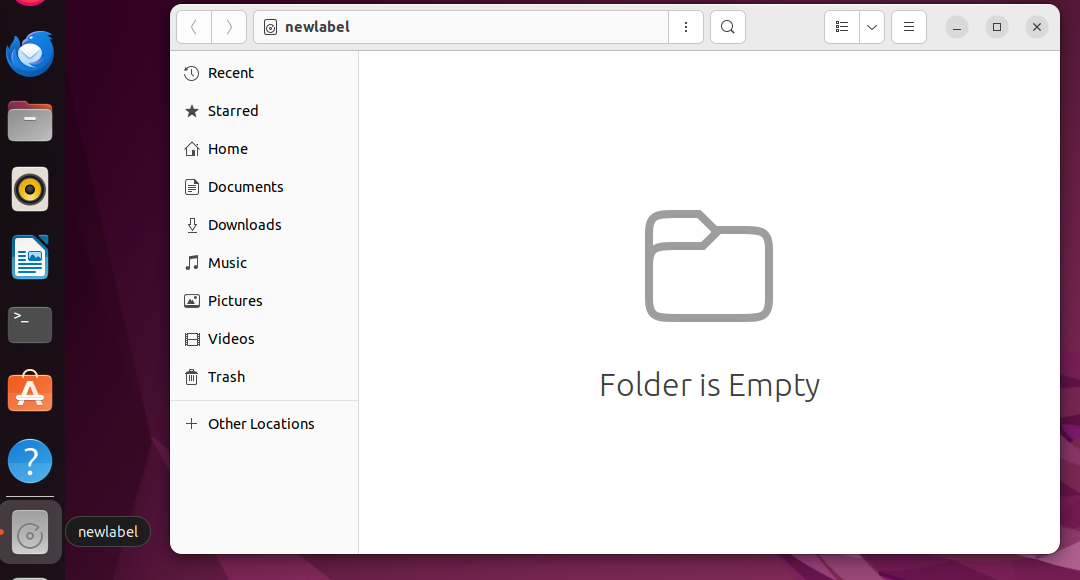 newlabel
Recent
Starred
Home
Documents
Downloads
Music
Pictures
Videos
Trash
Other Locations
Folder is Empty
newlabel